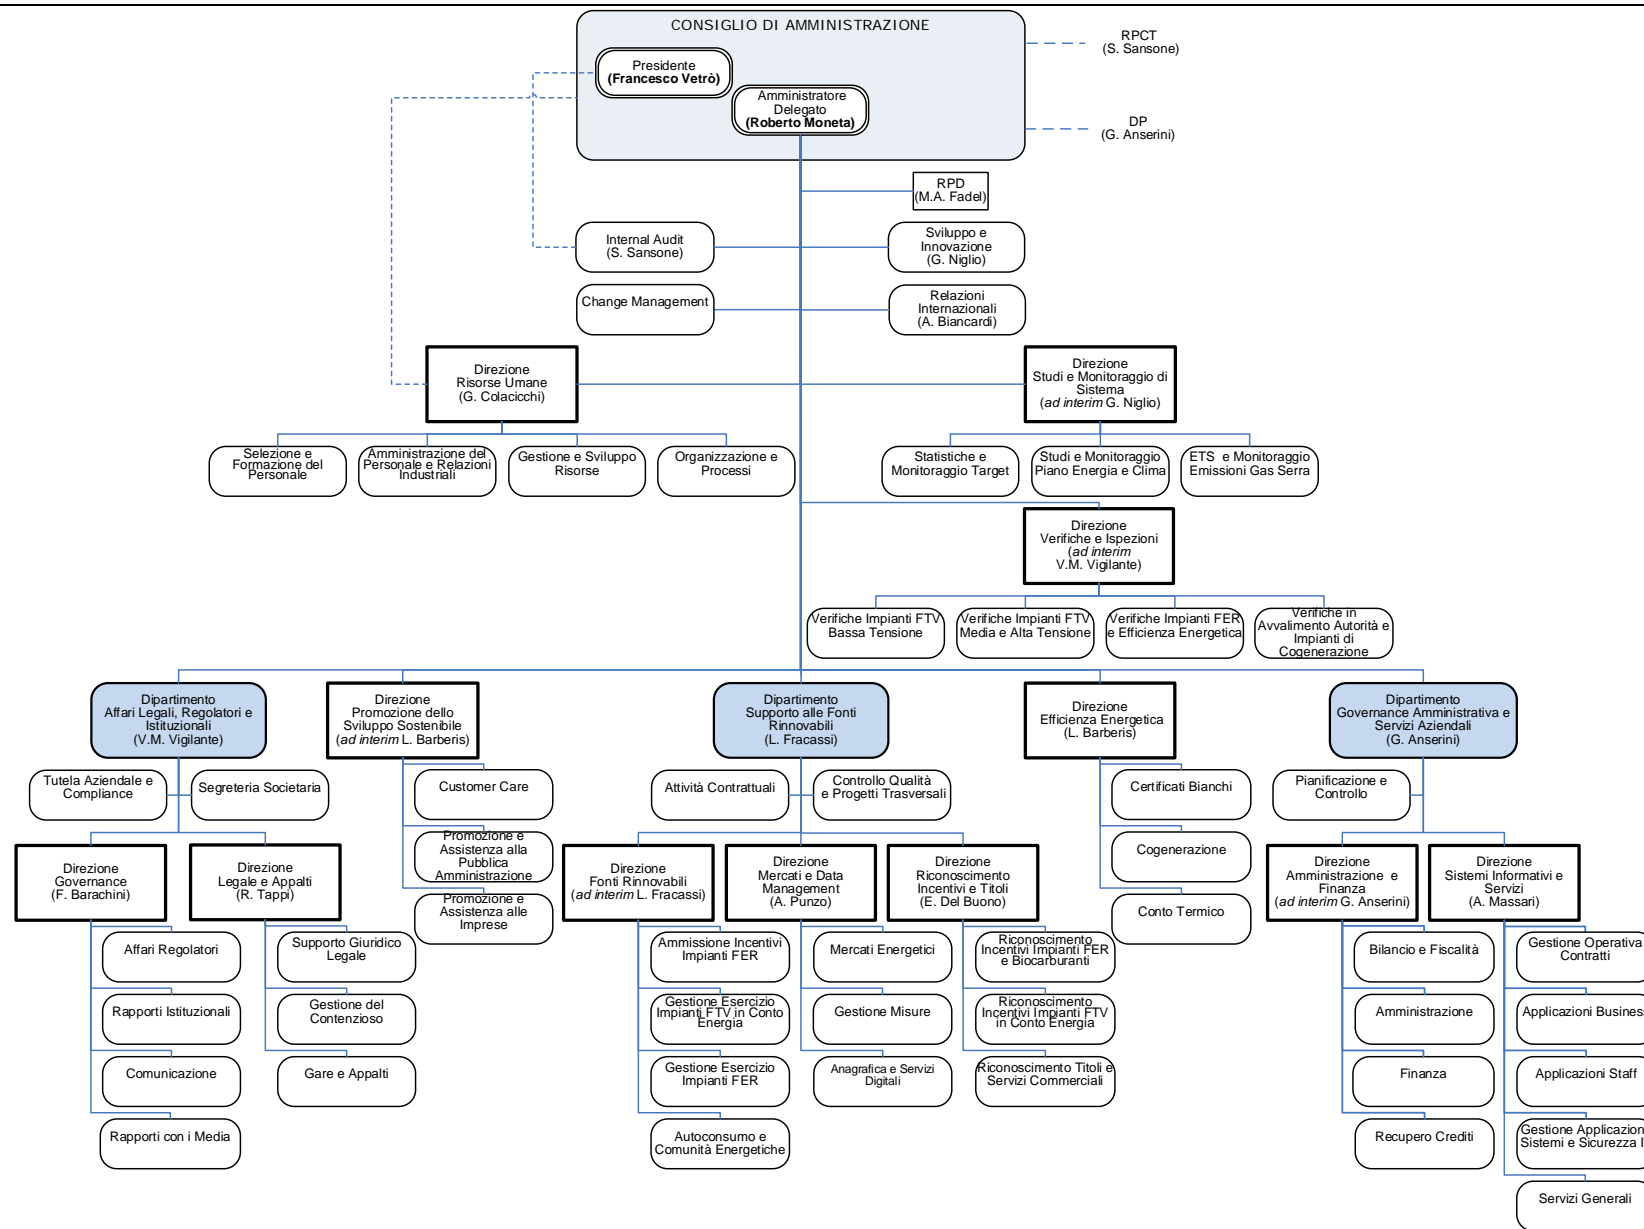 CONSIGLIO DI AMMINISTRAZIONE
Presidente
(Francesco Vetrò)
Amministratore
Delegato
(Roberto Moneta)
RPCT
(S. Sansone)
DP
(G. Anserini)
RPD
(M.A. Fadel)
Internal Audit
(S. Sansone)
Sviluppo e
Innovazione
(G. Niglio)
Change Management
Relazioni
Internazionali
(A. Biancardi)
Direzione
Risorse Umane
(G. Colacicchi)
Direzione
Studi e Monitoraggio di
Sistema
(ad interim G. Niglio)
Selezione e
Formazione del
Personale
Amministrazione del
Personale e Relazioni
Industriali
Gestione e Sviluppo
Risorse
Organizzazione e
Processi
Statistiche e
Monitoraggio Target
Studi e Monitoraggio
Piano Energia e Clima
ETS e Monitoraggio
Emissioni Gas Serra
Direzione
Verifiche e Ispezioni
(ad interim
V.M. Vigilante)
Verifiche Impianti FTV
Bassa Tensione
Verifiche Impianti FTV
Media e Alta Tensione
Verifiche Impianti FER
e Efficienza Energetica
Verifiche in
Avvalimento Autorità e
Impianti di
Cogenerazione
Dipartimento
Affari Legali, Regolatori e
Istituzionali
(V.M. Vigilante)
Direzione
Promozione dello
Sviluppo Sostenibile
(ad interim L. Barberis)
Dipartimento
Supporto alle Fonti
Rinnovabili
(L. Fracassi)
Direzione
Efficienza Energetica
(L. Barberis)
Dipartimento
Governance Amministrativa e
Servizi Aziendali
(G. Anserini)
Tutela Aziendale e
Compliance
Segreteria Societaria
Customer Care
Attività Contrattuali
Controllo Qualità
e Progetti Trasversali
Certificati Bianchi
Pianificazione e
Controllo
Promozione e
Assistenza alla
Pubblica
Amministrazione
Cogenerazione
Direzione
Governance
(F. Barachini)
Direzione
Legale e Appalti
(R. Tappi)
Promozione e
Assistenza alle
Imprese
Direzione
Fonti Rinnovabili
(ad interim L. Fracassi)
Direzione
Mercati e Data
Management
(A. Punzo)
Direzione
Riconoscimento
Incentivi e Titoli
(E. Del Buono)
Conto Termico
Direzione
Amministrazione e
Finanza
(ad interim G. Anserini)
Direzione
Sistemi Informativi e
Servizi
(A. Massari)
Affari Regolatori
Supporto Giuridico
Legale
Ammissione Incentivi
Impianti FER
Mercati Energetici
Riconoscimento
Incentivi Impianti FER
e Biocarburanti
Bilancio e Fiscalità
Gestione Operativa
Contratti
Rapporti Istituzionali
Gestione del
Contenzioso
Gestione Esercizio
Impianti FTV in Conto
Energia
Gestione Misure
Riconoscimento
Incentivi Impianti FTV
in Conto Energia
Amministrazione
Applicazioni Busines
Comunicazione
Gare e Appalti
Gestione Esercizio
Impianti FER
Anagrafica e Servizi
Digitali
Riconoscimento Titoli e
Servizi Commerciali
Finanza
Applicazioni Staff
Rapporti con i Media
Autoconsumo e
Comunità Energetiche
Recupero Crediti
Gestione Applicazion
Sistemi e Sicurezza I
Servizi Generali